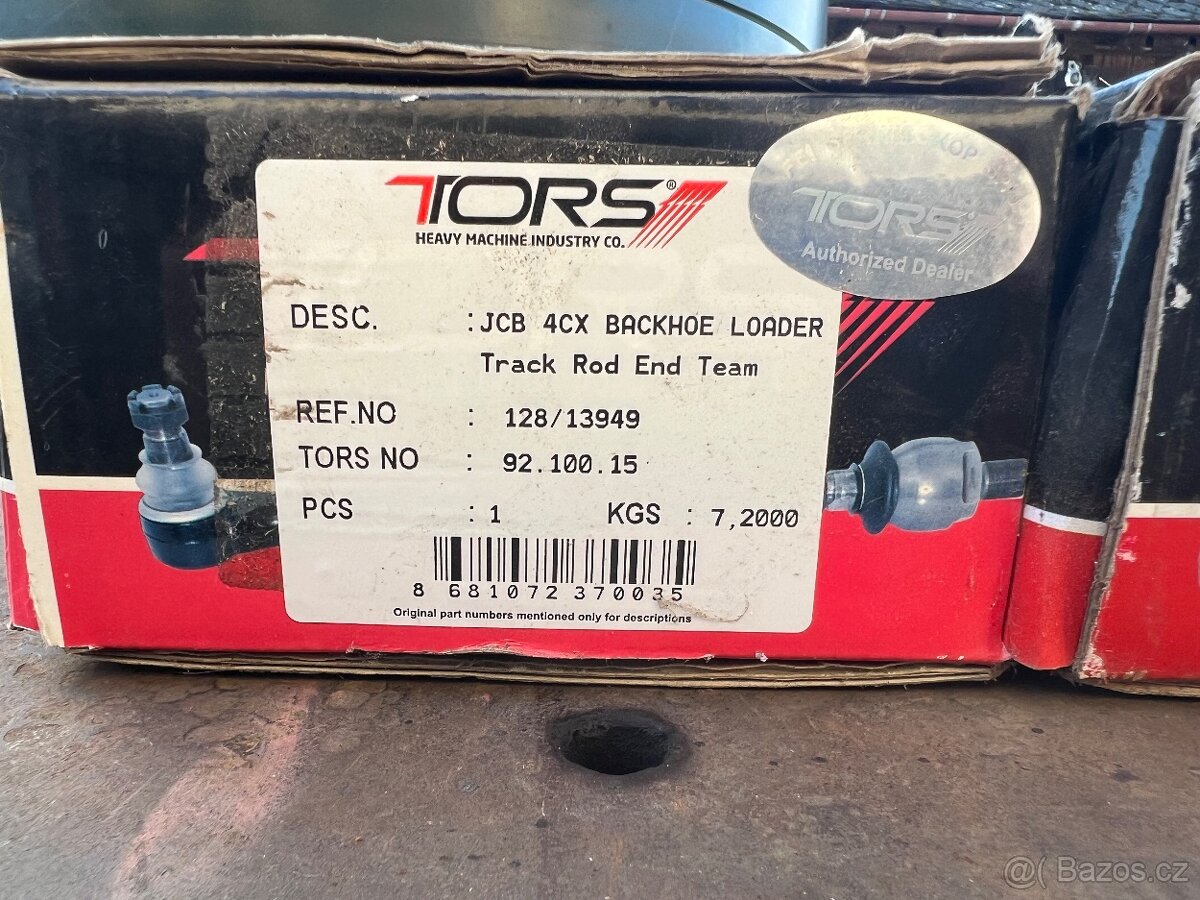 TORS®
HEAVY MACHINE INDUSTRY CO.
TORS
Authorized Dealer
DESC. : JCB 4CX BACKHOE LOADER
Track Rod End Team
REF.NO : 128/13949
TORS NO : 92.100.15
PCS : 1 KGS : 7,2000
8 681072 370035
Original part numbers mentioned only for descriptions
@( Bazos.cz